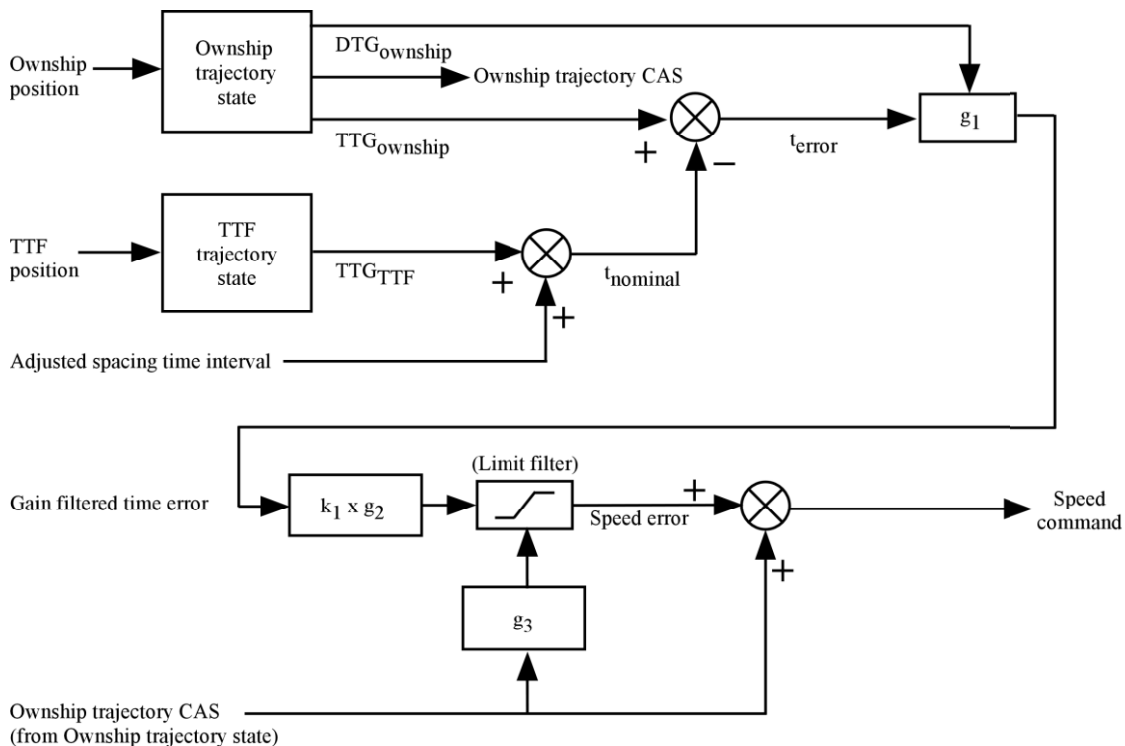 Ownship
position
Ownship
trajectory
state
DTGownship
Ownship trajectory CAS
TTGownship
+
−
terror
g1
TTF
position
TTF
trajectory
state
TTGTTF
+
+
tnominal
Adjusted spacing time interval
Gain filtered time error
k1 x g2
(Limit filter)
Speed error
+
+
Speed
command
g3
Ownship trajectory CAS
(from Ownship trajectory state)